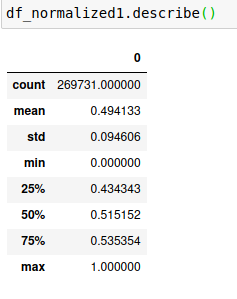 df_normalized1.describe()
0
count 269731.000000
mean 0.494133
std 0.094606
min 0.000000
25% 0.434343
50% 0.515152
75% 0.535354
max 1.000000